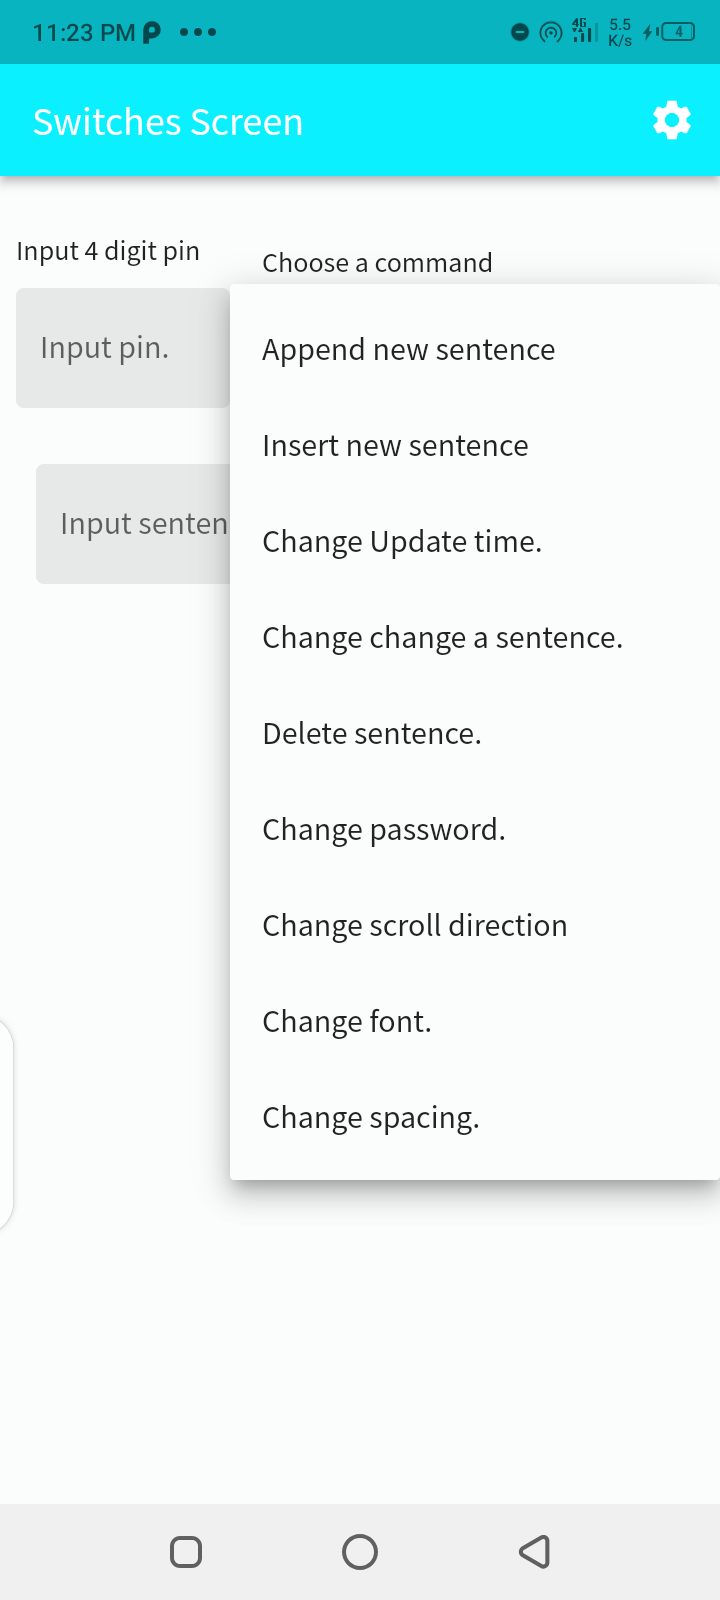 11:23 PM
4G
5.5
K/s
4
Switches Screen
Input 4 digit pin
Choose a command
Input pin.
Input senten
Append new sentence
Insert new sentence
Change Update time.
Change change a sentence.
Delete sentence.
Change password.
Change scroll direction
Change font.
Change spacing.